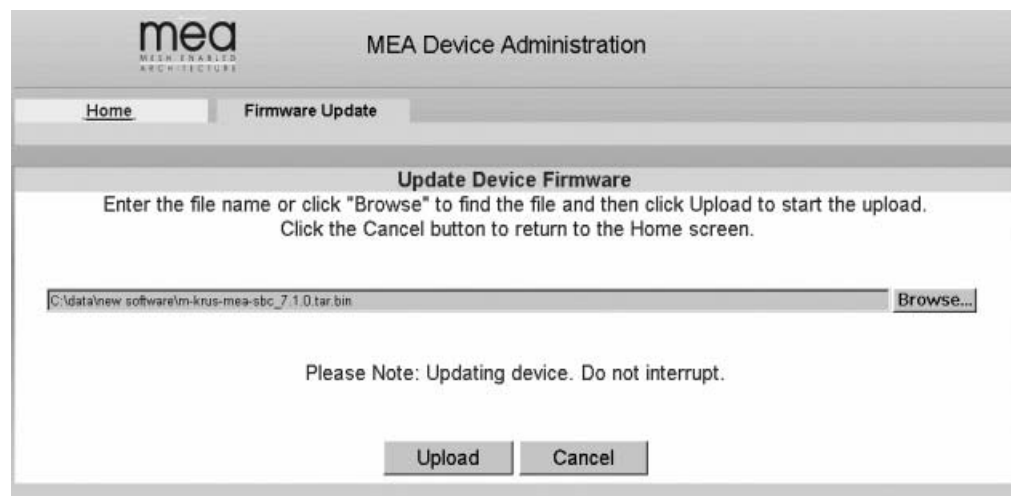 mea
MESH ENABLED
ARCHITECTURE
MEA Device Administration
Home
Firmware Update
Update Device Firmware
Enter the file name or click "Browse" to find the file and then click Upload to start the upload.
Click the Cancel button to return to the Home screen.
C:\data\new software\m-krus-mea-sbc_7.1.0.tar.bin
Browse...
Please Note: Updating device. Do not interrupt.
Upload
Cancel